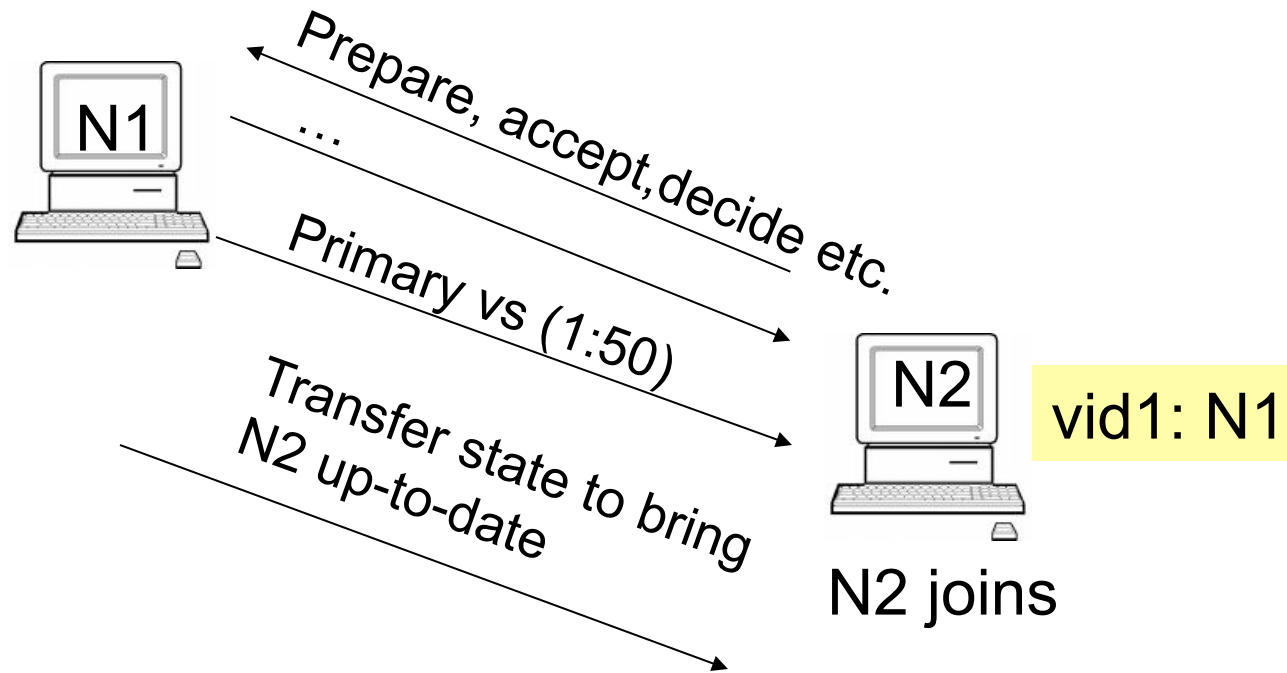 N1
Prepare, accept,decide etc.
…
Primary vs (1:50)
Transfer state to bring
N2 up-to-date
N2
vid1: N1
N2 joins